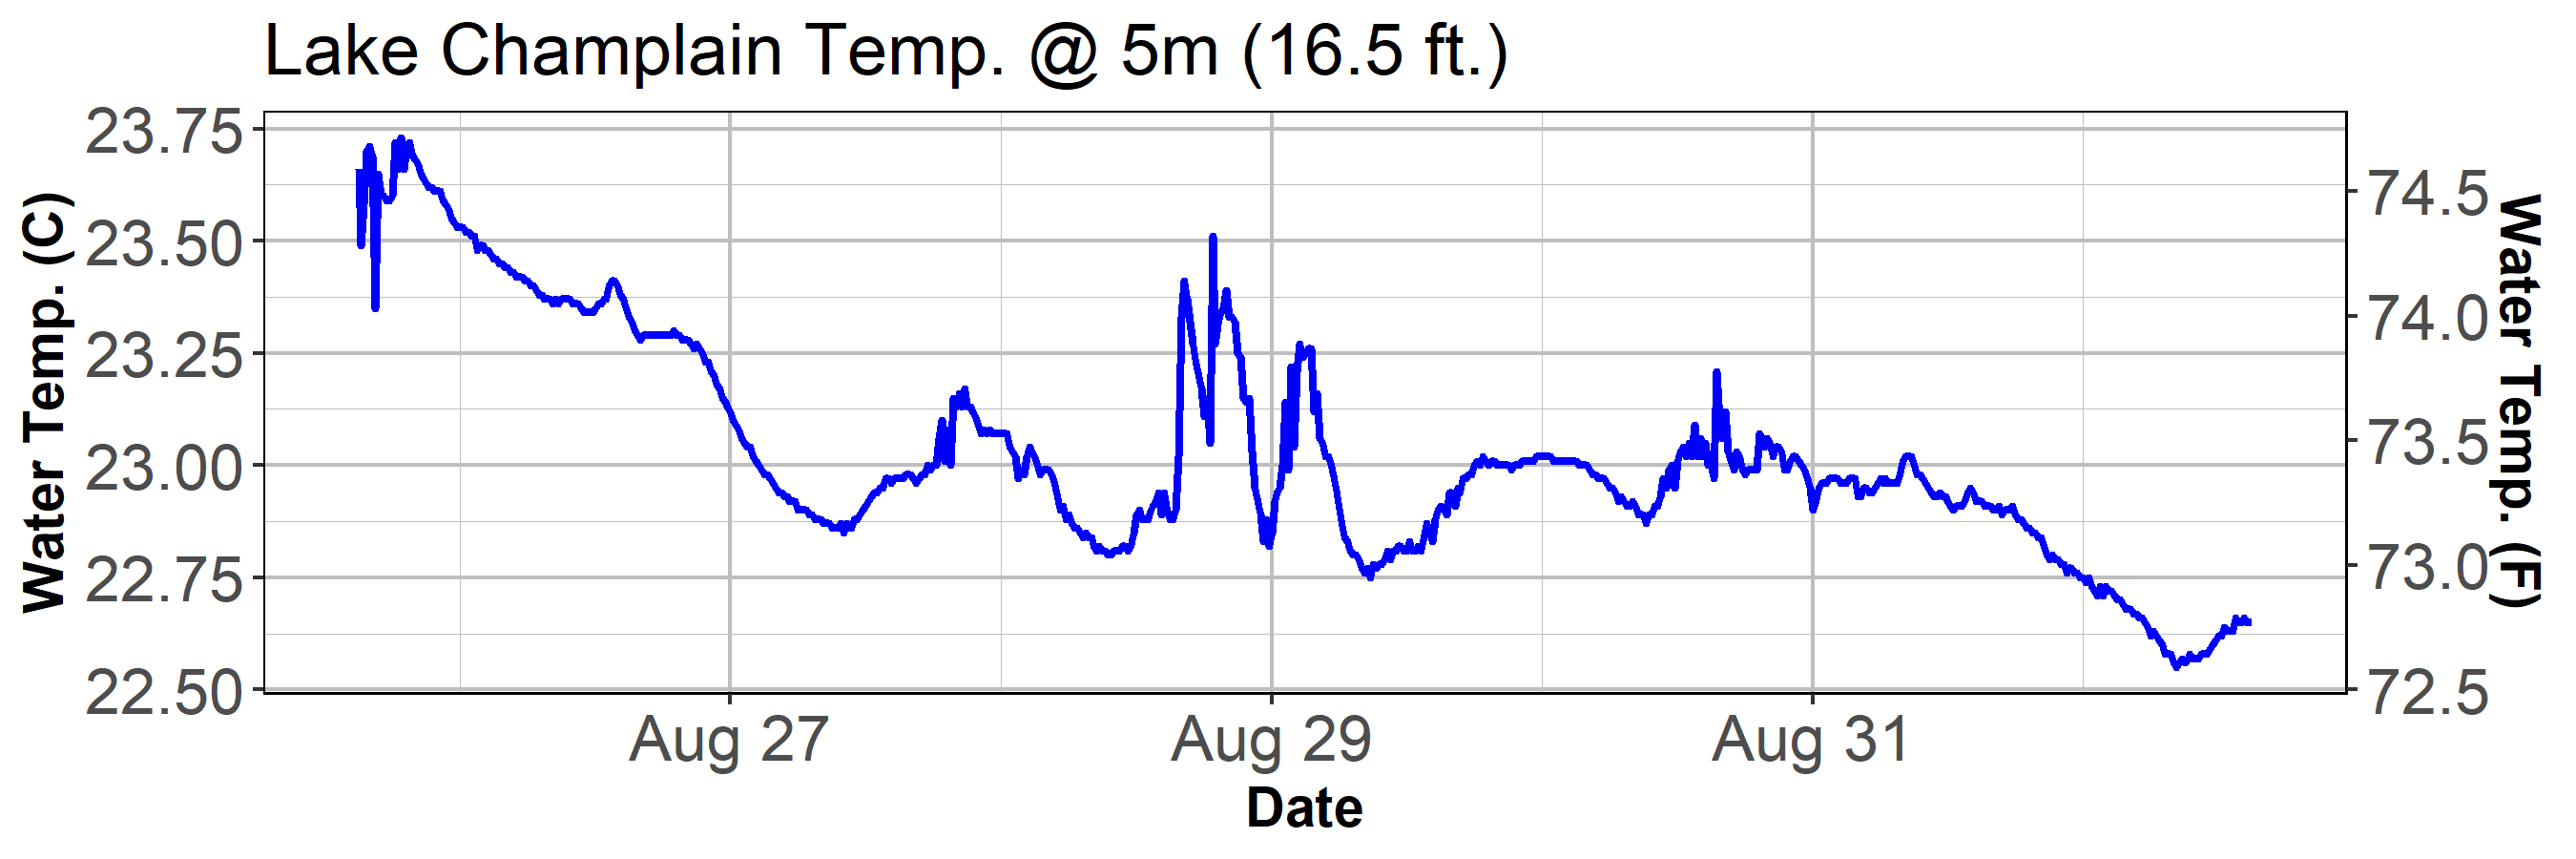 Lake Champlain Temp. @ 5m (16.5 ft.)
Water Temp. (C)
23.75
23.50
23.25
23.00
22.75
22.50
74.5
74.0
73.5
73.0
72.5
Water Temp. (F)
Aug 27
Aug 29
Aug 31
Date